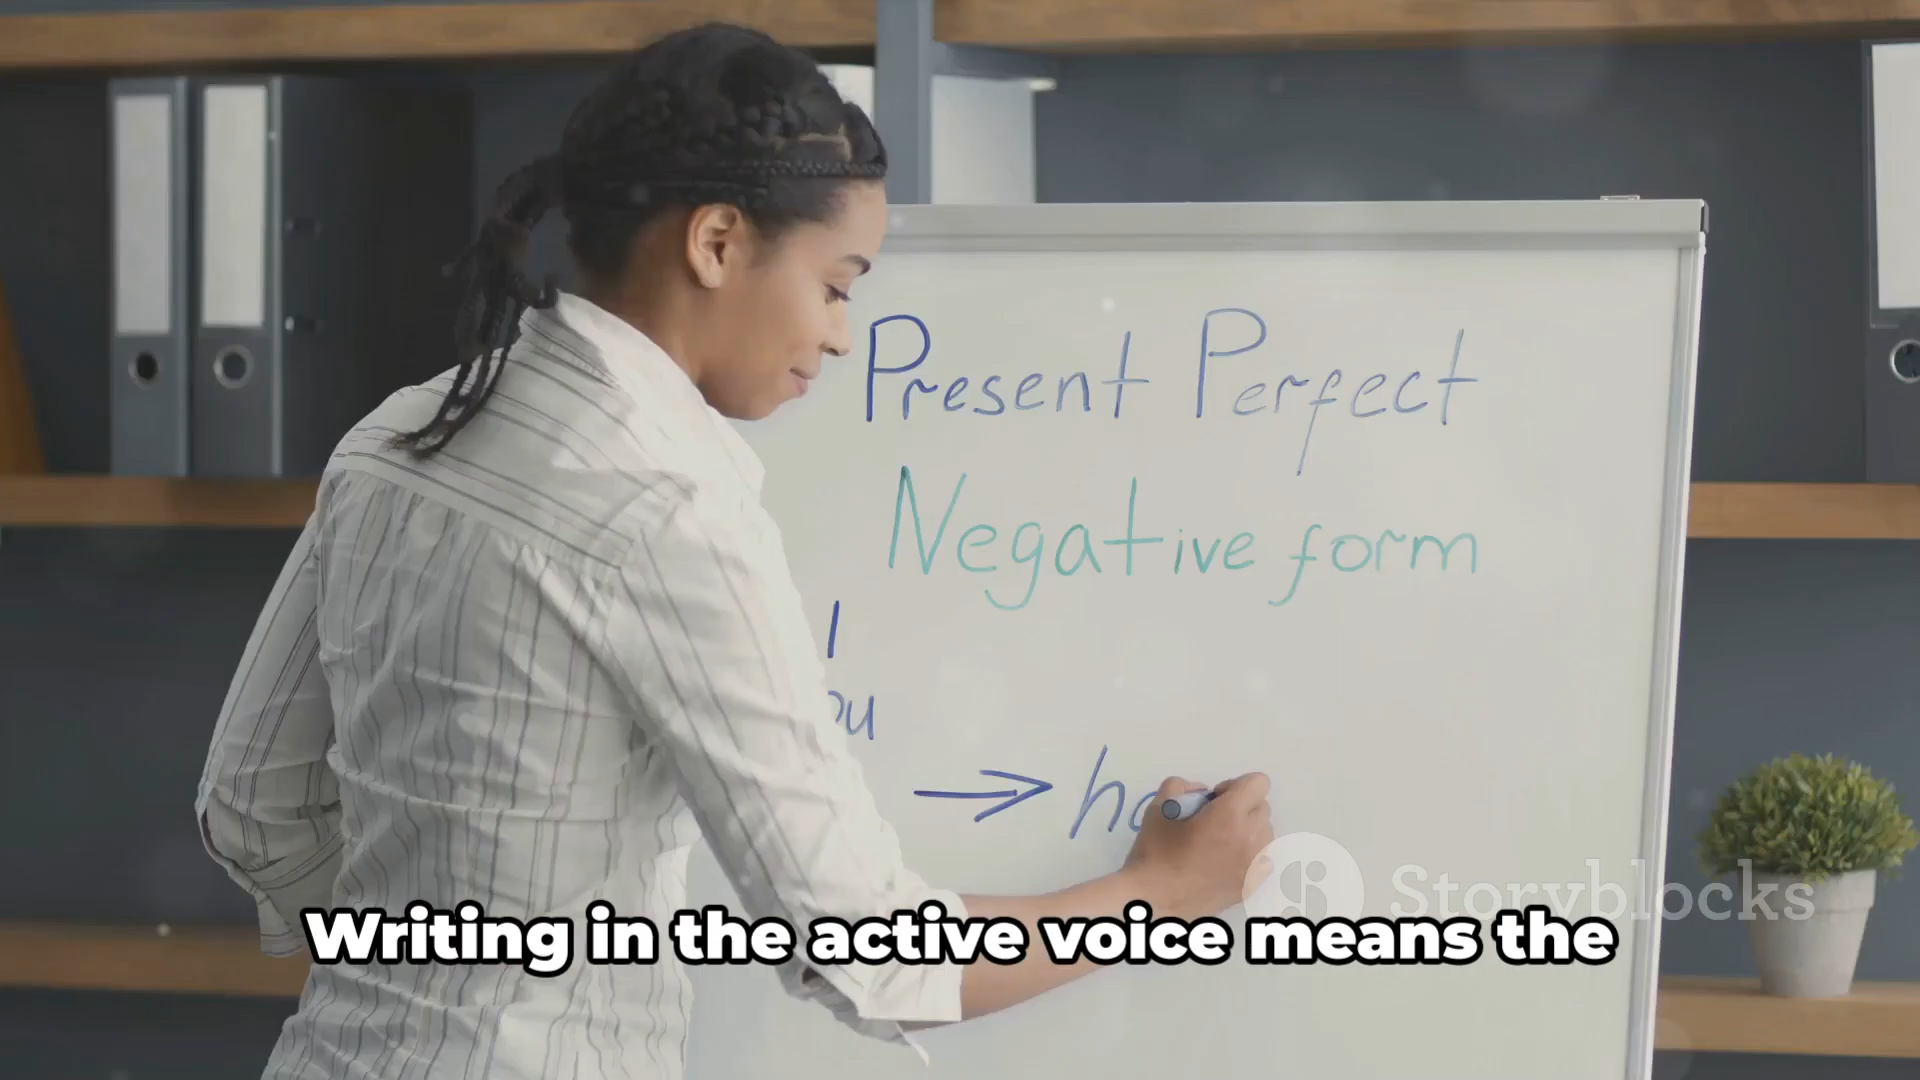 Present Perfect
Negative form
I
ou
→ ha
Storyblocks
Writing in the active voice means the